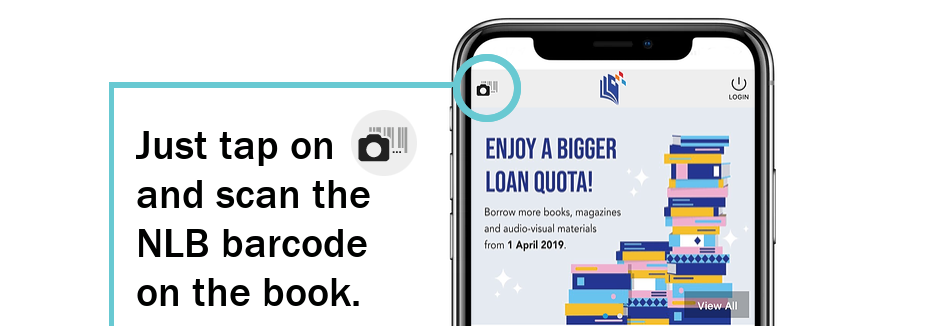 Just tap on
and scan the
NLB barcode
on the book.
LOGIN
ENJOY A BIGGER
LOAN QUOTA!
Borrow more books, magazines
and audio-visual materials
from 1 April 2019.
View All